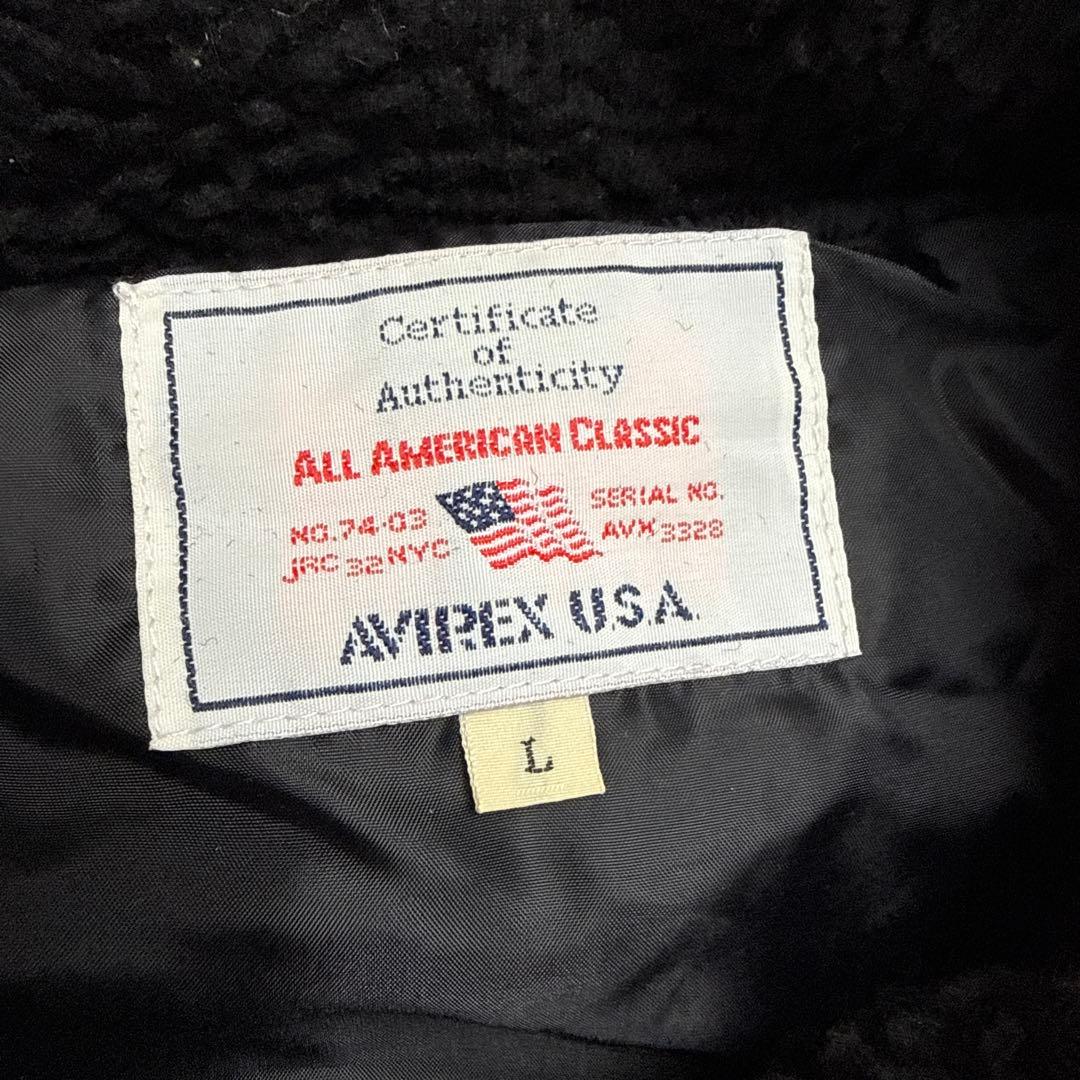 Certificate
of
Authenticity
ALL AMERICAN CLASSIC
NO.74-03
JRC 32 NYC
SERIAL NO.
AVX 3328
AVIREX U.S.A.
L